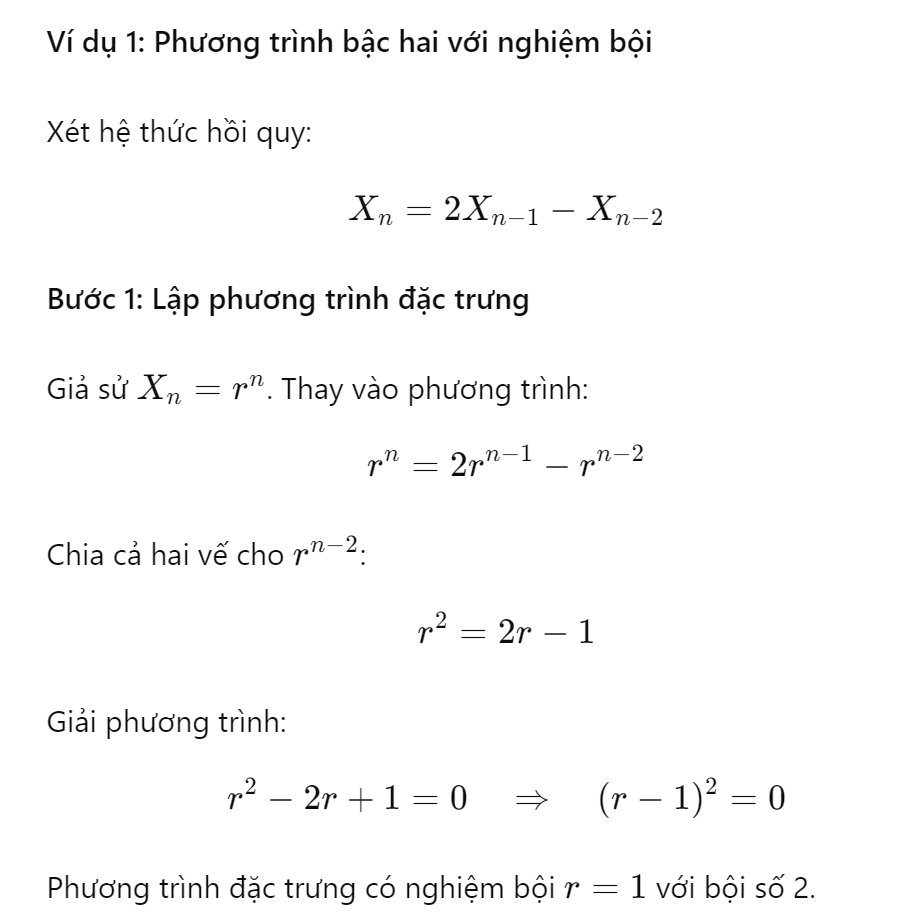 Ví dụ 1: Phương trình bậc hai với nghiệm bội
Xét hệ thức hồi quy:
$X_n = 2X_{n-1} - X_{n-2}$
Bước 1: Lập phương trình đặc trưng
Giả sử $X_n = r^n$. Thay vào phương trình:
$r^n = 2r^{n-1} - r^{n-2}$
Chia cả hai vế cho $r^{n-2}$:
$r^2 = 2r - 1$
Giải phương trình:
$r^2 - 2r + 1 = 0 \quad \Rightarrow \quad (r - 1)^2 = 0$
Phương trình đặc trưng có nghiệm bội $r = 1$ với bội số 2.